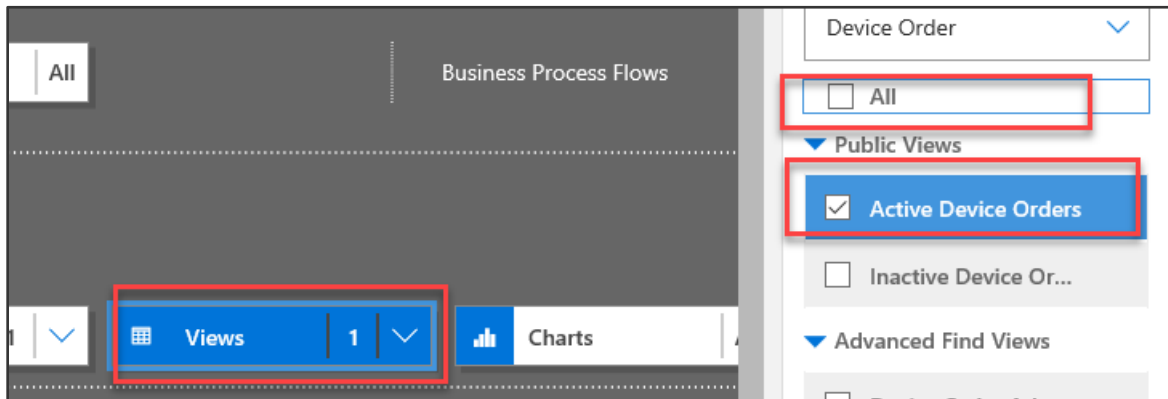 All
Business Process Flows
Views
1
Charts
Device Order
All
Public Views
Active Device Orders
Inactive Device Or...
Advanced Find Views